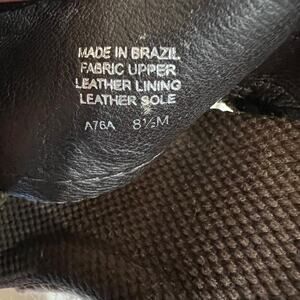 MADE IN BRAZIL
FABRIC UPPER
LEATHER LINING
LEATHER SOLE
A76A 8½M